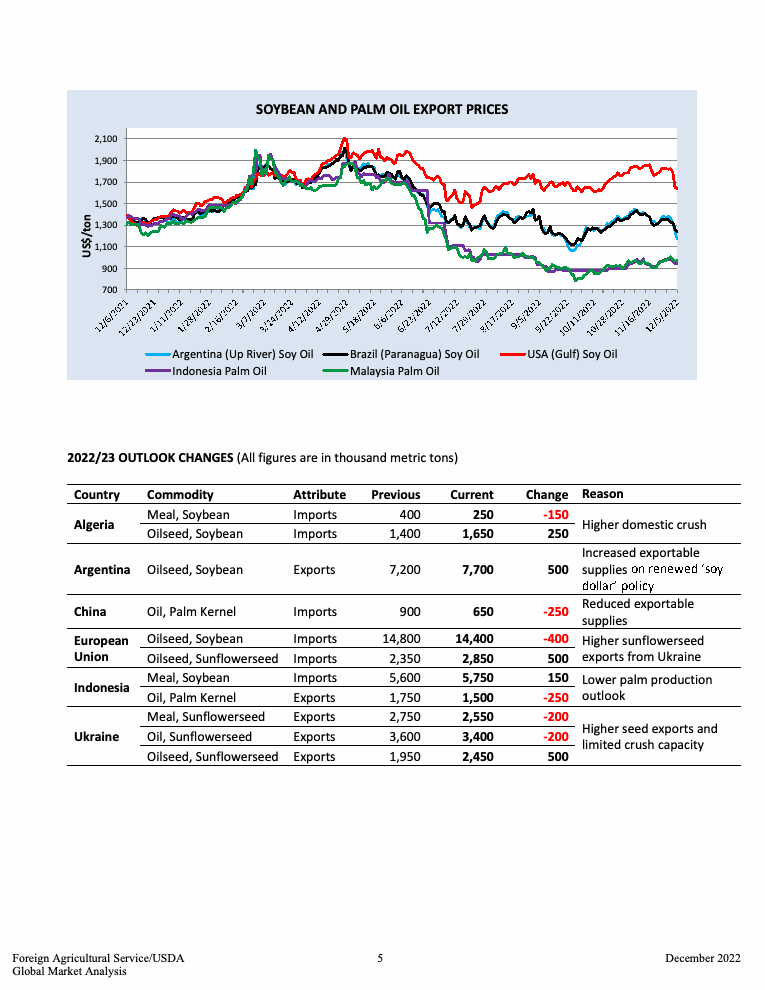 SOYBEAN AND PALM OIL EXPORT PRICES
US$/ton
2,100
1,900
1,700
1,500
1,300
1,100
900
700
12/6/2021 12/23/2021 1/11/2022 1/28/2022 2/16/2022 3/7/2022 3/24/2022 4/12/2022 4/29/2022 5/18/2022 6/6/2022 6/23/2022 7/12/2022 7/29/2022 8/17/2022 9/5/2022 9/22/2022 10/11/2022 10/28/2022 11/16/2022 12/5/2022
Argentina (Up River) Soy Oil Brazil (Paranagua) Soy Oil USA (Gulf) Soy Oil
Indonesia Palm Oil Malaysia Palm Oil
2022/23 OUTLOOK CHANGES (All figures are in thousand metric tons)
Country Commodity Attribute Previous Current Change Reason
Algeria
Meal, Soybean Imports 400 250 -150
Oilseed, Soybean Imports 1,400 1,650 250
Higher domestic crush
Argentina Oilseed, Soybean Exports 7,200 7,700 500
Increased exportable
supplies on renewed ‘soy
dollar’ policy
China Oil, Palm Kernel Imports 900 650 -250
Reduced exportable
supplies
European
Union
Oilseed, Soybean Imports 14,800 14,400 -400
Oilseed, Sunflowerseed Imports 2,350 2,850 500
Higher sunflowerseed
exports from Ukraine
Indonesia
Meal, Soybean Imports 5,600 5,750 150
Oil, Palm Kernel Exports 1,750 1,500 -250
Lower palm production
outlook
Ukraine
Meal, Sunflowerseed Exports 2,750 2,550 -200
Oil, Sunflowerseed Exports 3,600 3,400 -200
Oilseed, Sunflowerseed Exports 1,950 2,450 500
Higher seed exports and
limited crush capacity
Foreign Agricultural Service/USDA 5 December 2022
Global Market Analysis